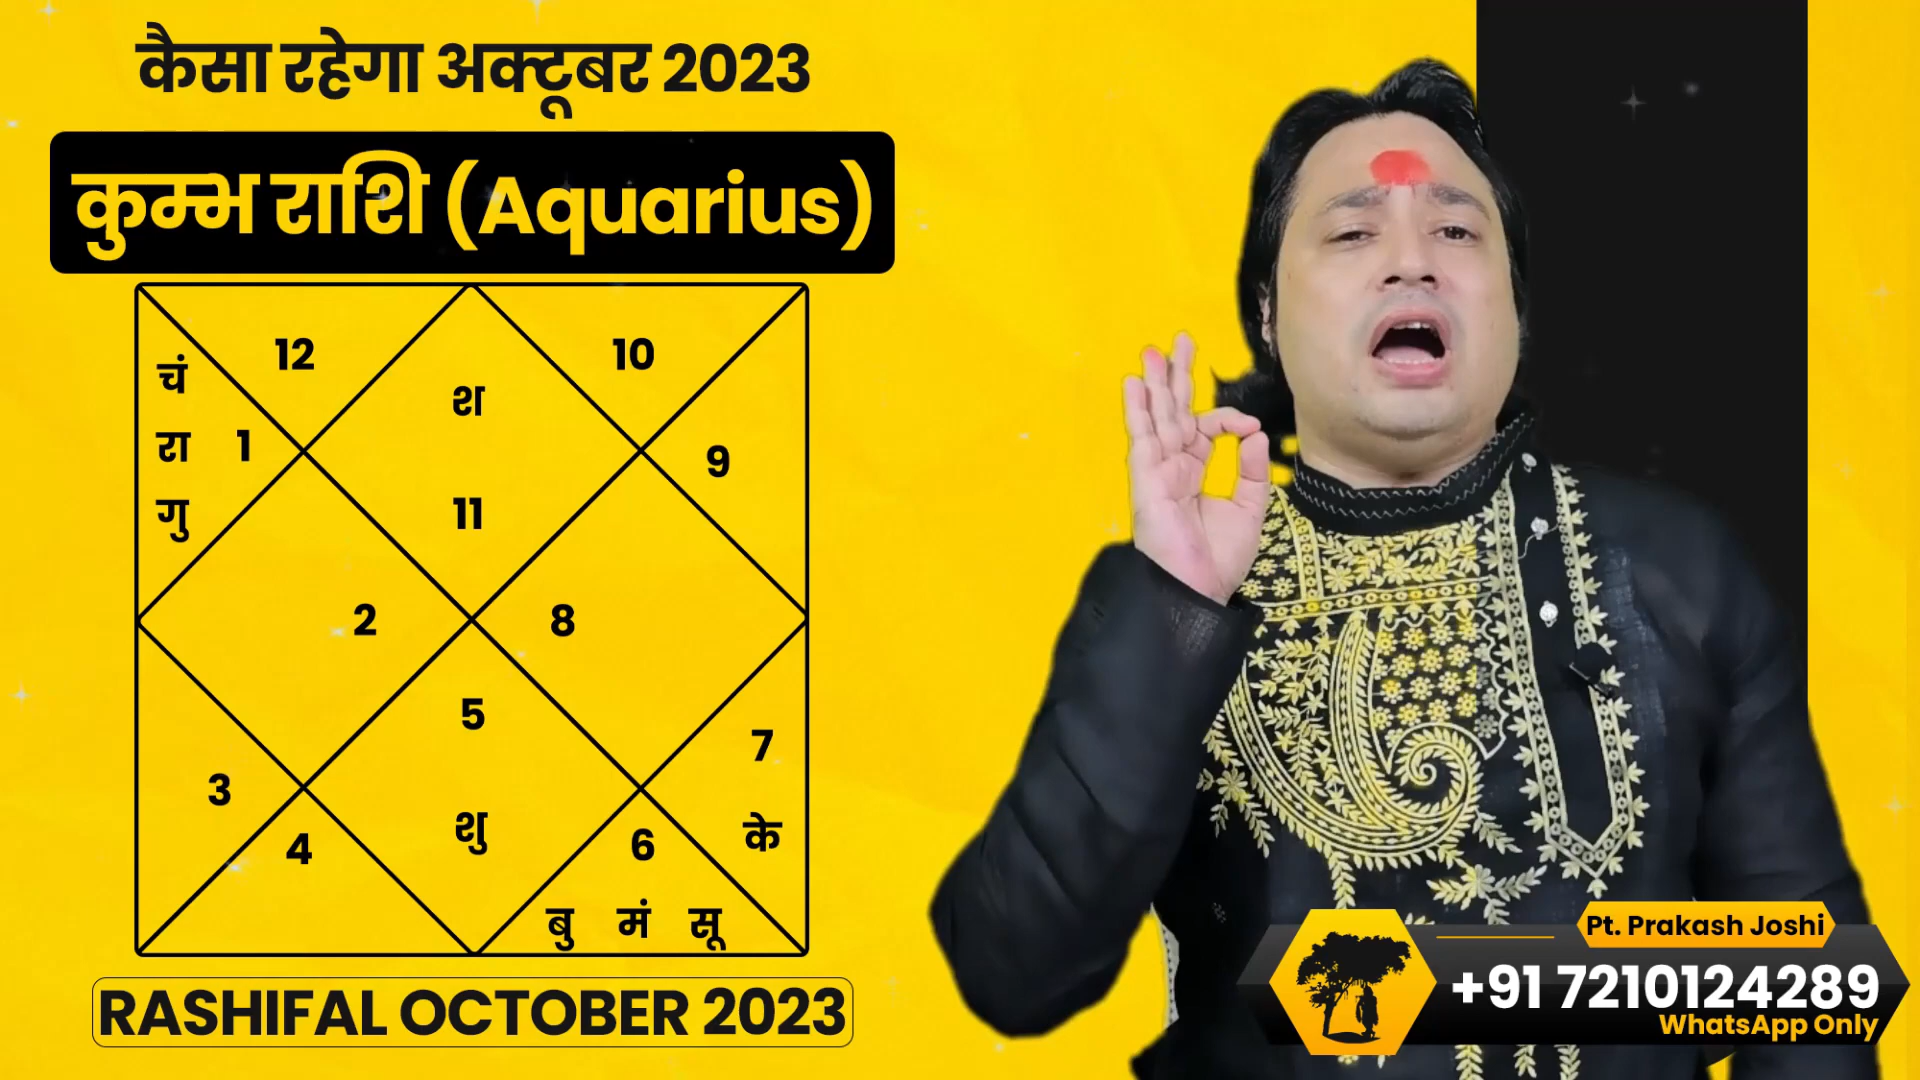 कैसा रहेगा अक्टूबर 2023
कुम्भ राशि (Aquarius)
12
10
चं
श
रा 1
9
गु
11
2
8
5
7
3
शु
के
4
6
बु मं सू
RASHIFAL OCTOBER 2023
Pt. Prakash Joshi
+91 7210124289
WhatsApp Only